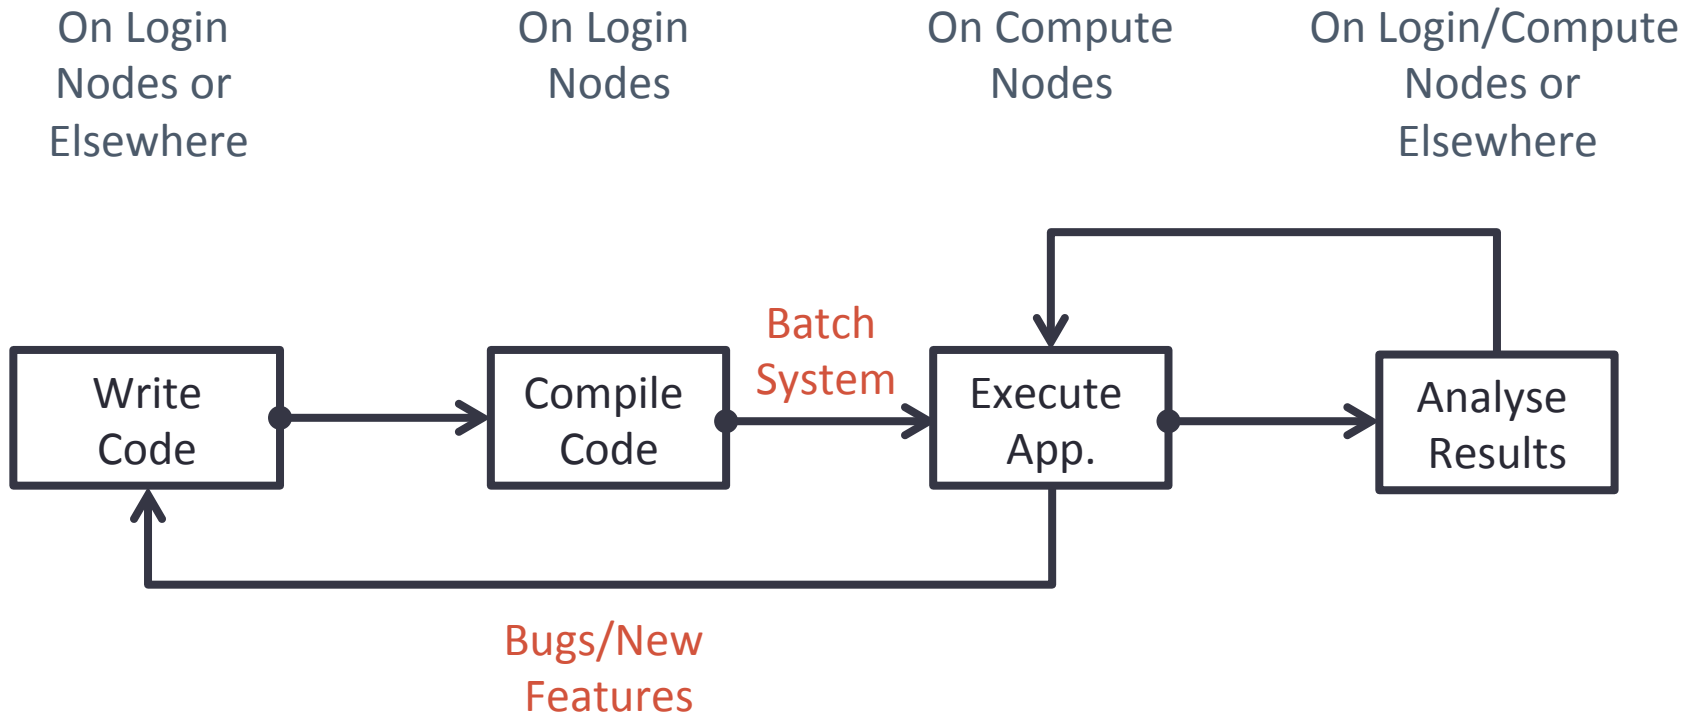 On Login
Nodes or
Elsewhere
On Login
Nodes
On Compute
Nodes
On Login/Compute
Nodes or
Elsewhere
Write
Code
Compile
Code
Batch
System
Execute
App.
Analyse
Results
Bugs/New
Features